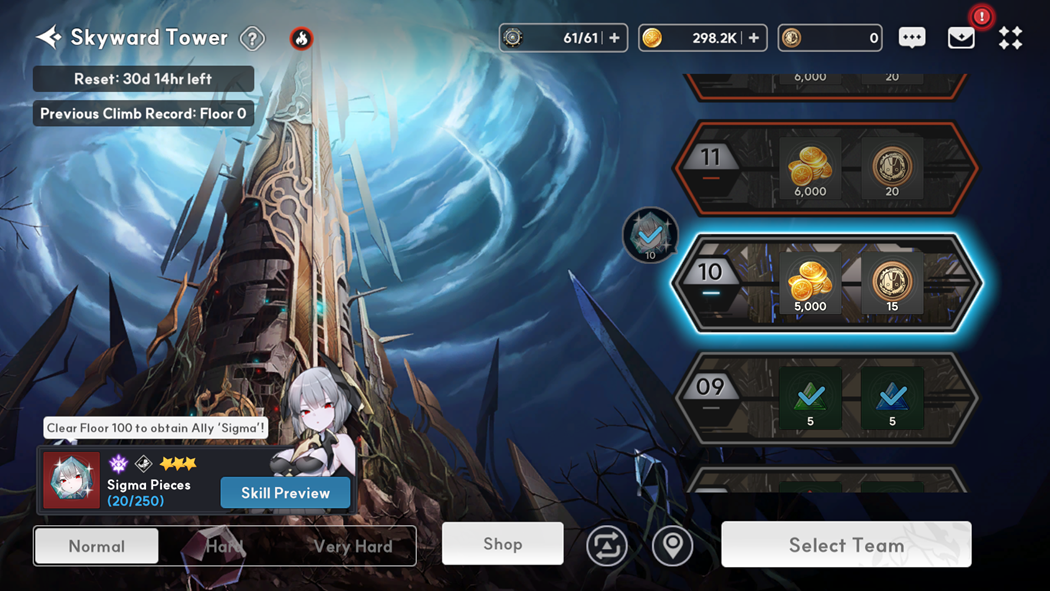 Skyward Tower ?
61/61 +
298.2K +
0
!
Reset: 30d 14hr left
Previous Climb Record: Floor 0
6,000
20
11
6,000
20
10
10
5,000
15
09
5
5
Clear Floor 100 to obtain Ally ‘Sigma’!
Sigma Pieces
(20/250)
Skill Preview
Normal
Hard
Very Hard
Shop
Select Team